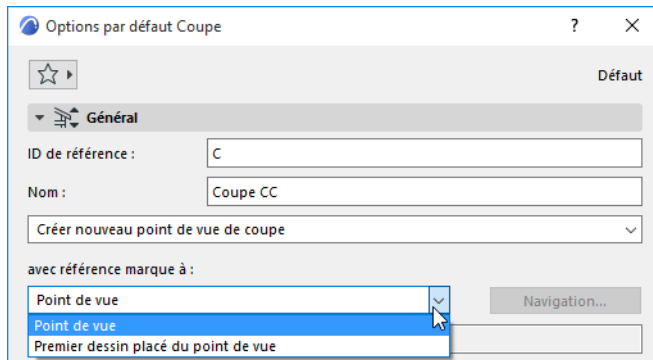 Options par défaut Coupe ? X
Défaut
Général
ID de référence : C
Nom : Coupe CC
Créer nouveau point de vue de coupe
avec référence marque à :
Point de vue Navigation...
Point de vue
Premier dessin placé du point de vue